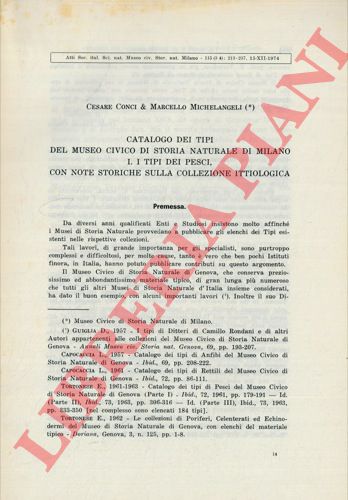 Atti Soc. ital. Sci. nat. Museo civ. Stor. nat. Milano - 115 (3-4): 213-237, 15-XII-1974
CESARE CONCI & MARCELLO MICHELANGELI (*)
CATALOGO DEI TIPI
DEL MUSEO CIVICO DI STORIA NATURALE DI MILANO
I. I TIPI DEI PESCI,
CON NOTE STORICHE SULLA COLLEZIONE ITTIOLOGICA
Premessa.
Da diversi anni qualificati Enti e Studiosi insistono molto affinché
i Musei di Storia Naturale provvedano a pubblicare gli elenchi dei Tipi esi-
stenti nelle rispettive collezioni.
Tali lavori, di grande importanza per gli specialisti, sono purtroppo
complessi e difficoltosi, per molte cause, tanto è vero che ben pochi Istituti
finora, in Italia, hanno potuto pubblicare contributi su questo argomento.
Il Museo Civico di Storia Naturale di Genova, che conserva prezio-
sissimo ed abbondantissimo materiale tipico, di gran lunga più numeroso
che tutti gli altri Musei di Storia Naturale d'Italia insieme considerati,
ha dato il buon esempio con alcuni importanti lavori (¹). Inoltre il suo Di-
(*) Museo Civico di Storia Naturale di Milano.
(¹) GUIGLIA D., 1957 - I tipi di Ditteri di Camillo Rondani e di altri
Autori appartenenti alle collezioni del Museo Civico di Storia Naturale di
Genova - Annali Museo civ. Stor. nat. Genova, 69, pp. 193-207.
CAPOCACCIA L., 1957 - Catalogo dei tipi di Anfibi del Museo Civico di
Storia Naturale di Genova - Ibid., 69, pp. 208-222.
CAPOCACCIA L., 1961 - Catalogo dei tipi di Rettili del Museo Civico di
Storia Naturale di Genova - Ibid., 72, pp. 86-111.
TORTONESE E., 1961-1963 - Catalogo dei tipi di Pesci del Museo Civico
di Storia Naturale di Genova (Parte I) - Ibid., 72, 1961, pp. 179-191 — Id.
(Parte II), Ibid., 73, 1963, pp. 306-316 — Id. (Parte III), Ibid., 73, 1963,
pp. 333-350 [nel complesso sono elencati 184 tipi].
TORTONESE E., 1962 - Le collezioni di Poriferi, Celenterati ed Echino-
dermi del Museo di Storia Naturale di Genova, con elenchi del materiale
tipico - Doriana, Genova, 3, n. 125, pp. 1-8.
14
LIBRERIA PIANI